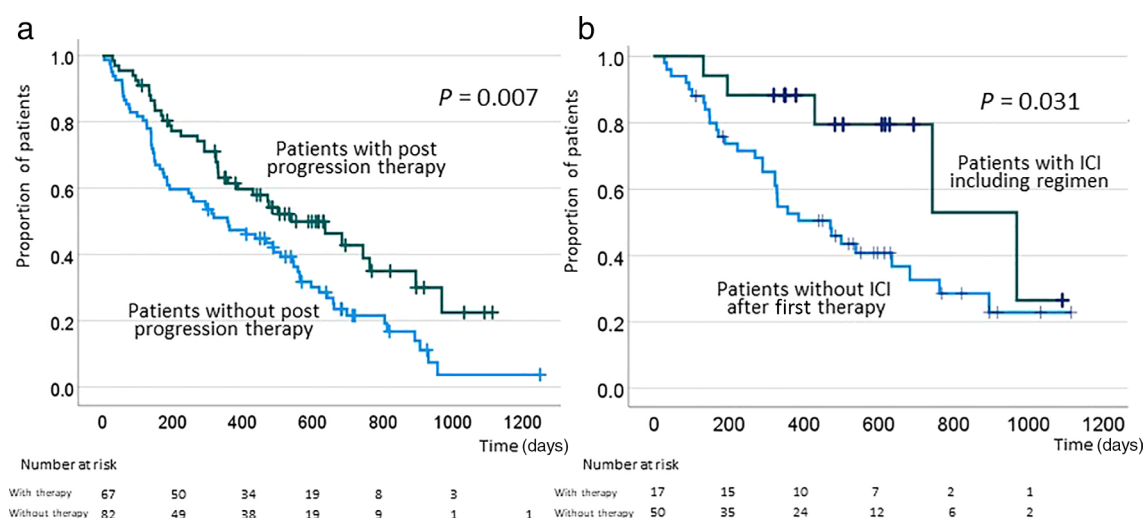 a
1.0
0.8
0.6
0.4
0.2
0.0
Proportion of patients
P = 0.007
Patients with post
progression therapy
Patients without post
progression therapy
0 200 400 600 800 1000 1200
Time (days)
Number at risk
With therapy 67 50 34 19 8 3
Without therapy 82 49 38 19 9 1 1
b
1.0
0.8
0.6
0.4
0.2
0.0
Proportion of patients
P = 0.031
Patients with ICI
including regimen
Patients without ICI
after first therapy
0 200 400 600 800 1000 1200
Time (days)
Number at risk
With therapy 17 15 10 7 2 1
Without therapy 50 35 24 12 6 2